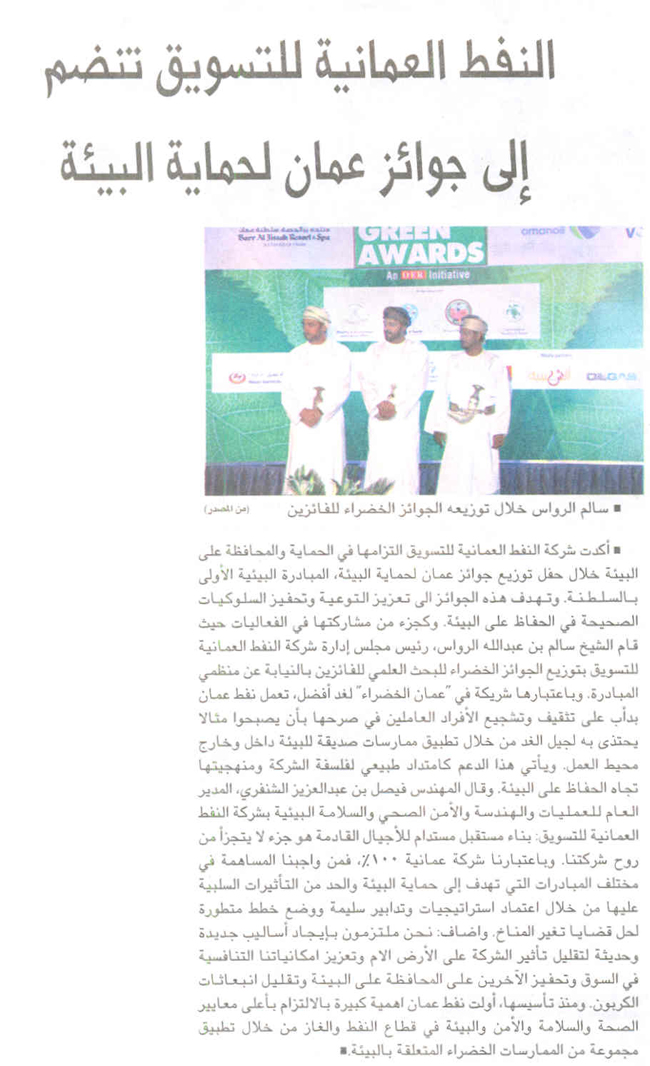 النفط العمانية للتسويق تنضم
إلى جوائز عمان لحماية البيئة
Barr Al Jissah Resort & Spa
GREEN
AWARDS
An OER Initiative
omanoil
■ سالم الرواس خلال توزيعه الجوائز الخضراء للفائزين (من المصدر)
■ أكدت شركة النفط العمانية للتسويق التزامها في الحماية والمحافظة على
البيئة خلال حفل توزيع جوائز عمان لحماية البيئة، المبادرة البيئية الأولى
بالسلطنة. وتهدف هذه الجوائز الى تعزيز التوعية وتحفيز السلوكيات
الصحيحة في الحفاظ على البيئة. وكجزء من مشاركتها في الفعاليات حيث
قام الشيخ سالم بن عبدالله الرواس، رئيس مجلس إدارة شركة النفط العمانية
للتسويق بتوزيع الجوائز الخضراء للبحث العلمي للفائزين بالنيابة عن منظمي
المبادرة. وباعتبارها شريكة في "عمان الخضراء" لغد أفضل، تعمل نفط عمان
بدأب على تثقيف وتشجيع الأفراد العاملين في صرحها بأن يصبحوا مثالا
يحتذى به لجيل الغد من خلال تطبيق ممارسات صديقة للبيئة داخل وخارج
محيط العمل. ويأتي هذا الدعم كامتداد طبيعي لفلسفة الشركة ومنهجيتها
تجاه الحفاظ على البيئة. وقال المهندس فيصل بن عبدالعزيز الشنفري، المدير
العام للعمليات والهندسة والأمن الصحي والسلامة البيئية بشركة النفط
العمانية للتسويق: بناء مستقبل مستدام للأجيال القادمة هو جزء لا يتجزأ من
روح شركتنا. وباعتبارنا شركة عمانية ١٠٠٪، فمن واجبنا المساهمة في
مختلف المبادرات التي تهدف إلى حماية البيئة والحد من التأثيرات السلبية
عليها من خلال اعتماد استراتيجيات وتدابير سليمة ووضع خطط متطورة
لحل قضايا تغير المناخ. واضاف: نحن ملتزمون بإيجاد أساليب جديدة
وحديثة لتقليل تأثير الشركة على الأرض الام وتعزيز امكانياتنا التنافسية
في السوق وتحفيز الآخرين على المحافظة على البيئة وتقليل انبعاثات
الكربون. ومنذ تأسيسها، أولت نفط عمان اهمية كبيرة بالالتزام بأعلى معايير
الصحة والسلامة والأمن والبيئة في قطاع النفط والغاز من خلال تطبيق
مجموعة من الممارسات الخضراء المتعلقة بالبيئة.■